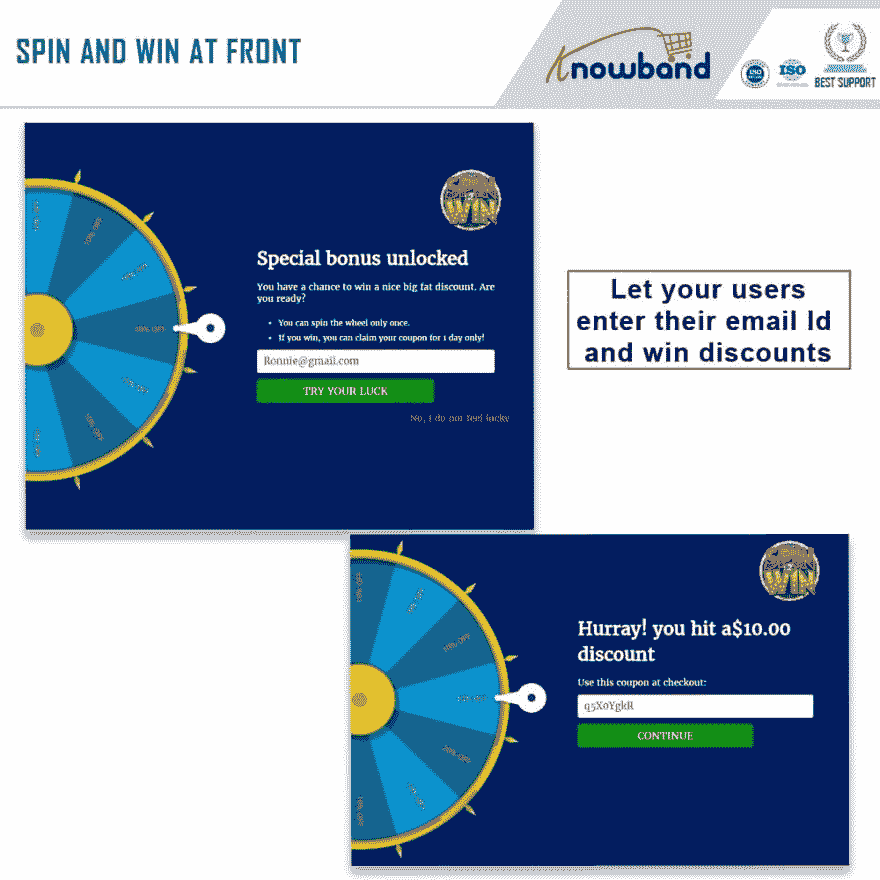 SPIN AND WIN AT FRONT
Knowband
ISO
ISO
BEST SUPPORT
WIN
Special bonus unlocked
You have a chance to win a nice big fat discount. Are
you ready?
• You can spin the wheel only once.
• If you win, you can claim your coupon for 1 day only!
Ronnie@gmail.com
TRY YOUR LUCK
No, I do not feel lucky
Let your users
enter their email Id
and win discounts
WIN
Hurray! you hit a$10.00
discount
Use this coupon at checkout:
q5X0YgkR
CONTINUE